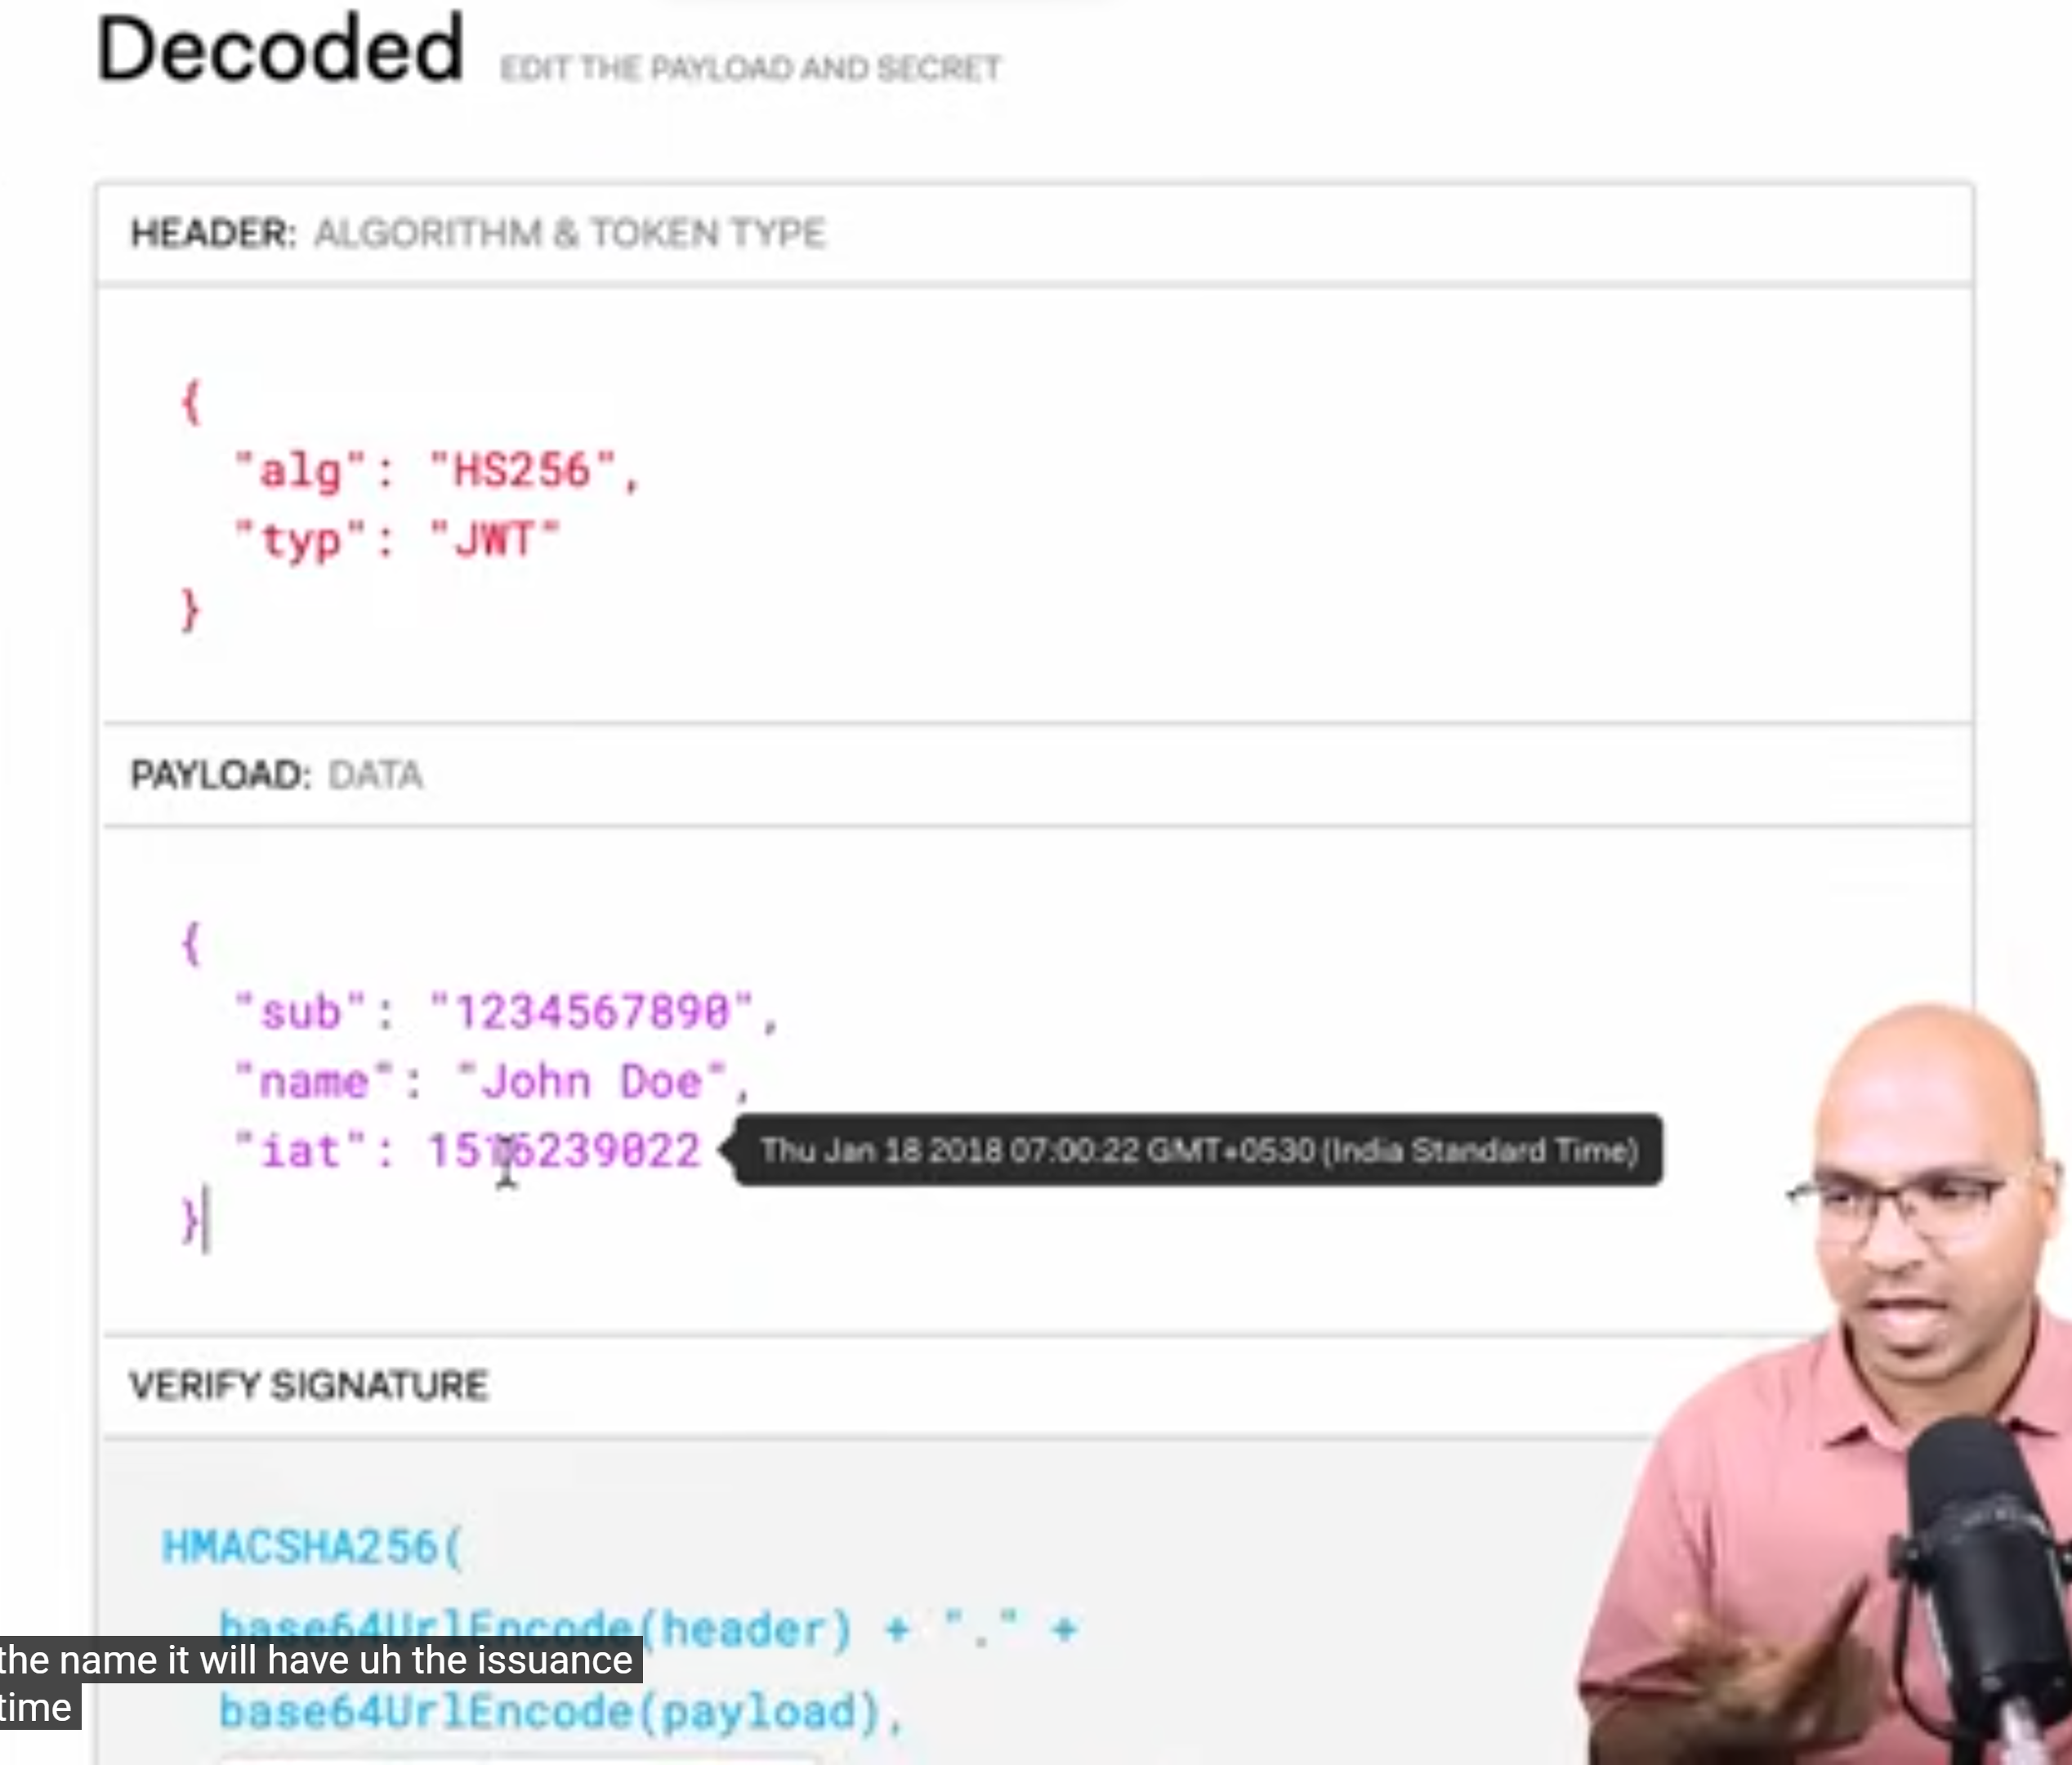 Decoded EDIT THE PAYLOAD AND SECRET
HEADER: ALGORITHM & TOKEN TYPE
{
"alg": "HS256",
"typ": "JWT"
}
PAYLOAD: DATA
{
"sub": "1234567890",
"name": "John Doe",
"iat": 1516239022 Thu Jan 18 2018 07:00:22 GMT+0530 (India Standard Time)
}
VERIFY SIGNATURE
HMACSHA256(
base64UrlEncode(header) + "." +
base64UrlEncode(payload),
the name it will have uh the issuance
time